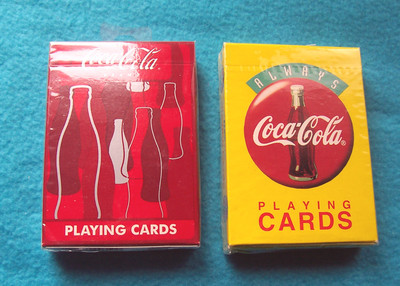 Coca-Cola
PLAYING CARDS
ALWAYS
Coca-Cola®
PLAYING
CARDS